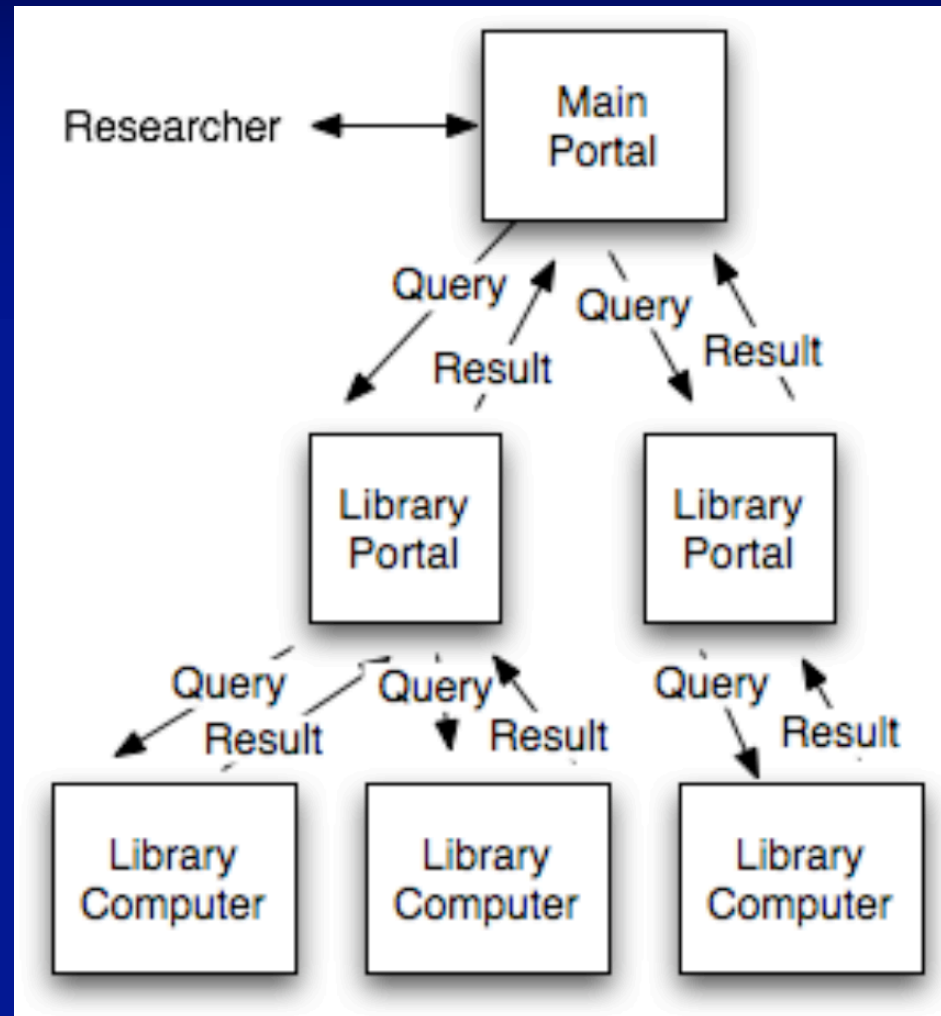 Main
Portal
Researcher
Query
Query
Result
Result
Library
Portal
Library
Portal
Query
Query
Query
Result
Result
Result
Library
Computer
Library
Computer
Library
Computer